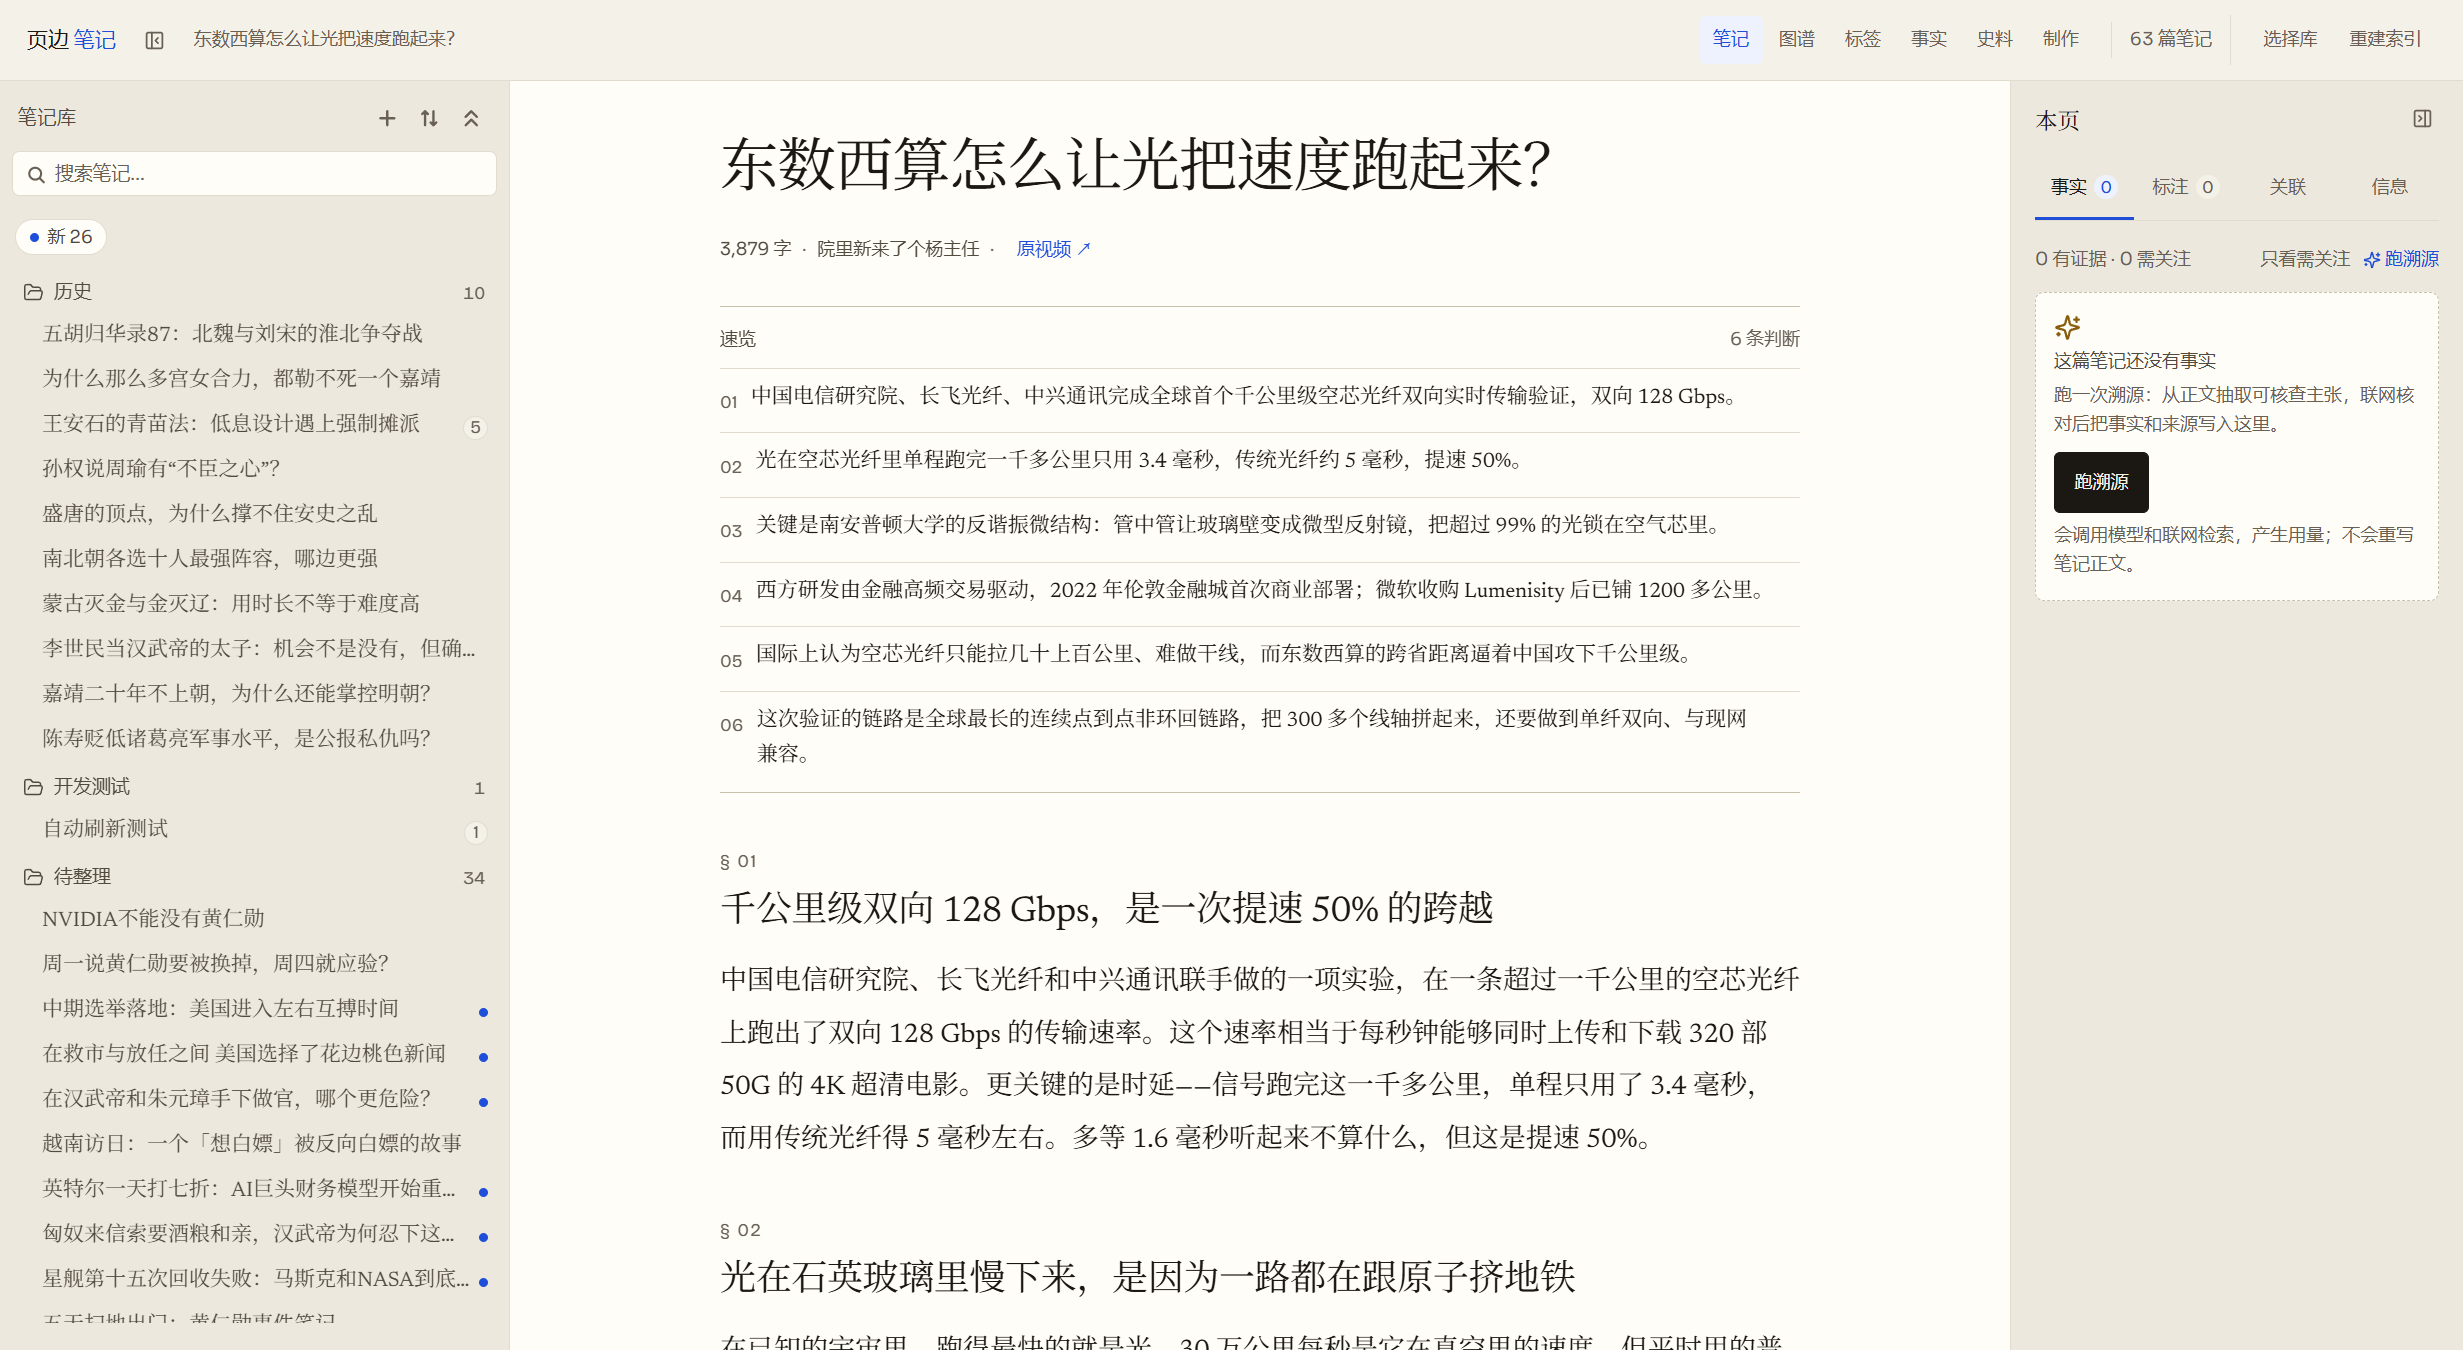 页边 笔记
东数西算怎么让光把速度跑起来？
笔记
图谱
标签
事实
史料
制作
63 篇笔记
选择库
重建索引
笔记库
搜索笔记...
新 26
历史 10
五胡归华录87：北魏与刘宋的淮北争夺战
为什么那么多宫女合力，都勒不死一个嘉靖
王安石的青苗法：低息设计遇上强制摊派 5
孙权说周瑜有“不臣之心”？
盛唐的顶点，为什么撑不住安史之乱
南北朝各选十人最强阵容，哪边更强
蒙古灭金与金灭辽：用时长不等于难度高
李世民当汉武帝的太子：机会不是没有，但确...
嘉靖二十年不上朝，为什么还能掌控明朝？
陈寿贬低诸葛亮军事水平，是公报私仇吗？
开发测试 1
自动刷新测试 1
待整理 34
NVIDIA不能没有黄仁勋
周一说黄仁勋要被换掉，周四就应验？
中期选举落地：美国进入左右互搏时间
在救市与放任之间 美国选择了花边桃色新闻
在汉武帝和朱元璋手下做官，哪个更危险？
越南访日：一个「想白嫖」被反向白嫖的故事
英特尔一天打七折：AI巨头财务模型开始重...
匈奴来信索要酒粮和亲，汉武帝为何忍下这...
星舰第十五次回收失败：马斯克和NASA到底...
五天扫地出门：黄仁勋事件笔记
东数西算怎么让光把速度跑起来？
3,879 字 · 院里新来了个杨主任 · 原视频 ↗
速览 6 条判断
01 中国电信研究院、长飞光纤、中兴通讯完成全球首个千公里级空芯光纤双向实时传输验证，双向 128 Gbps。
02 光在空芯光纤里单程跑完一千多公里只用 3.4 毫秒，传统光纤约 5 毫秒，提速 50%。
03 关键是南安普顿大学的反谐振微结构：管中管让玻璃壁变成微型反射镜，把超过 99% 的光锁在空气芯里。
04 西方研发由金融高频交易驱动，2022 年伦敦金融城首次商业部署；微软收购 Lumenisity 后已铺 1200 多公里。
05 国际上认为空芯光纤只能拉几十上百公里、难做干线，而东数西算的跨省距离逼着中国攻下千公里级。
06 这次验证的链路是全球最长的连续点到点非环回链路，把 300 多个线轴拼起来，还要做到单纤双向、与现网
兼容。
§ 01
千公里级双向 128 Gbps，是一次提速 50% 的跨越
中国电信研究院、长飞光纤和中兴通讯联手做的一项实验，在一条超过一千公里的空芯光纤
上跑出了双向 128 Gbps 的传输速率。这个速率相当于每秒钟能够同时上传和下载 320 部
50G 的 4K 超清电影。更关键的是时延——信号跑完这一千多公里，单程只用了 3.4 毫秒，
而用传统光纤得 5 毫秒左右。多等 1.6 毫秒听起来不算什么，但这是提速 50%。
§ 02
光在石英玻璃里慢下来，是因为一路都在跟原子挤地铁
在已知的宇宙里，跑得最快的就是光，30 万公里每秒是它在真空里的速度。但平时用的普
本页
事实 0
标注 0
关联
信息
0 有证据 · 0 需关注
只看需关注
跑溯源
这篇笔记还没有事实
跑一次溯源：从正文抽取可核查主张，联网核
对后把事实和来源写入这里。
跑溯源
会调用模型和联网检索，产生用量；不会重写
笔记正文。